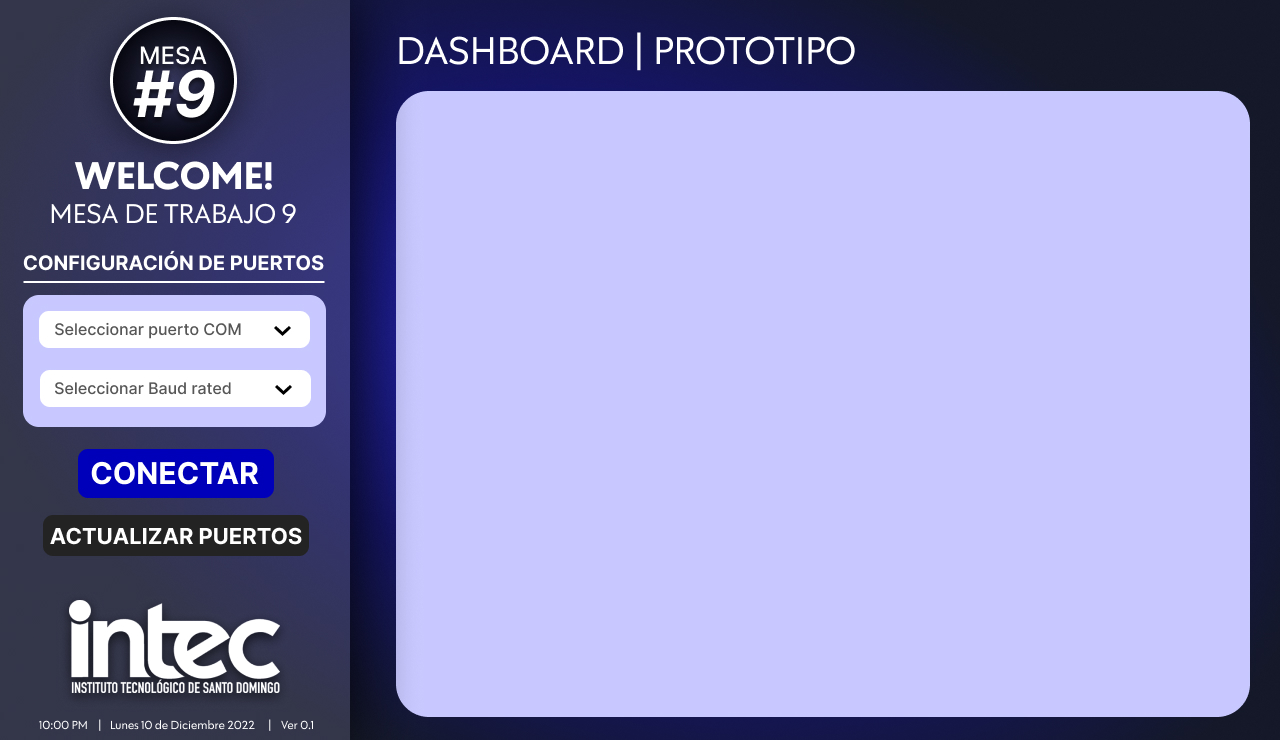 MESA
#9
WELCOME!
MESA DE TRABAJO 9
CONFIGURACIÓN DE PUERTOS
Seleccionar puerto COM
Seleccionar Baud rated
CONECTAR
ACTUALIZAR PUERTOS
intec
INSTITUTO TECNOLÓGICO DE SANTO DOMINGO
10:00 PM | Lunes 10 de Diciembre 2022 | Ver 0.1
DASHBOARD | PROTOTIPO